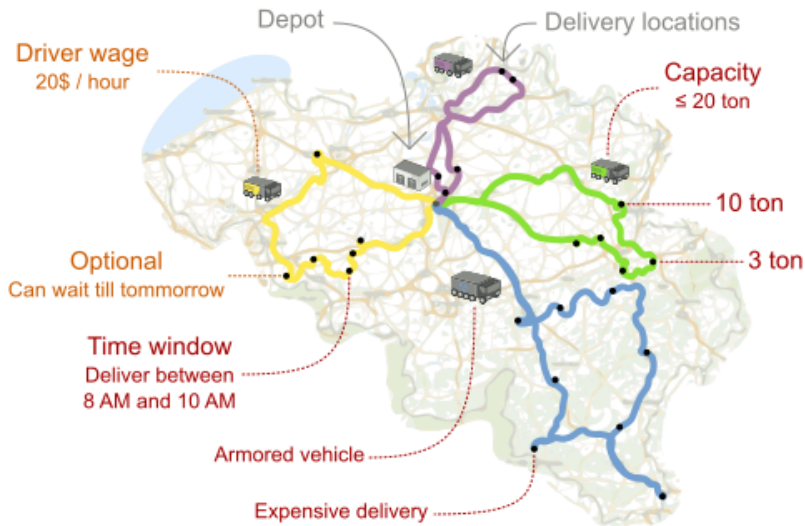 Depot
Delivery locations
Driver wage
20$ / hour
Capacity
≤ 20 ton
10 ton
3 ton
Optional
Can wait till tommorrow
Time window
Deliver between
8 AM and 10 AM
Armored vehicle
Expensive delivery